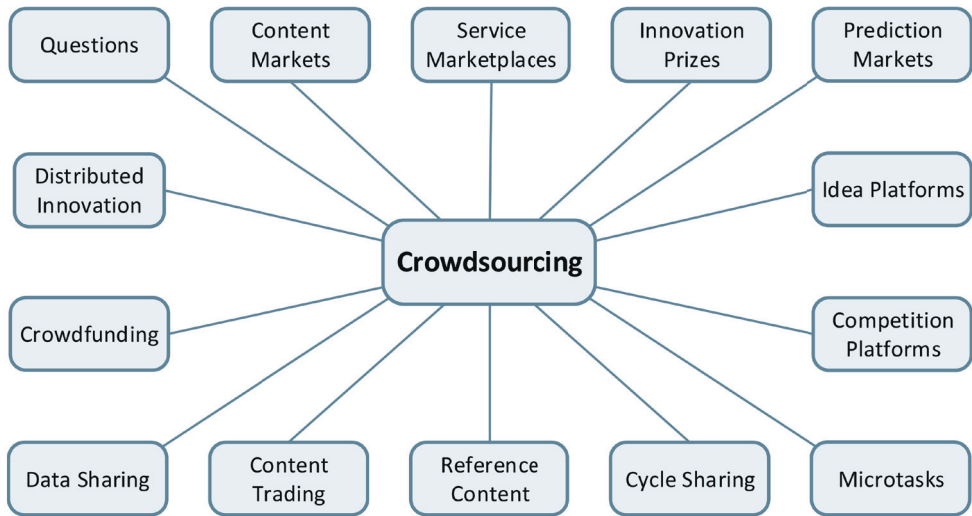 Questions
Content
Markets
Service
Marketplaces
Innovation
Prizes
Prediction
Markets
Distributed
Innovation
Idea Platforms
Crowdsourcing
Crowdfunding
Competition
Platforms
Data Sharing
Content
Trading
Reference
Content
Cycle Sharing
Microtasks